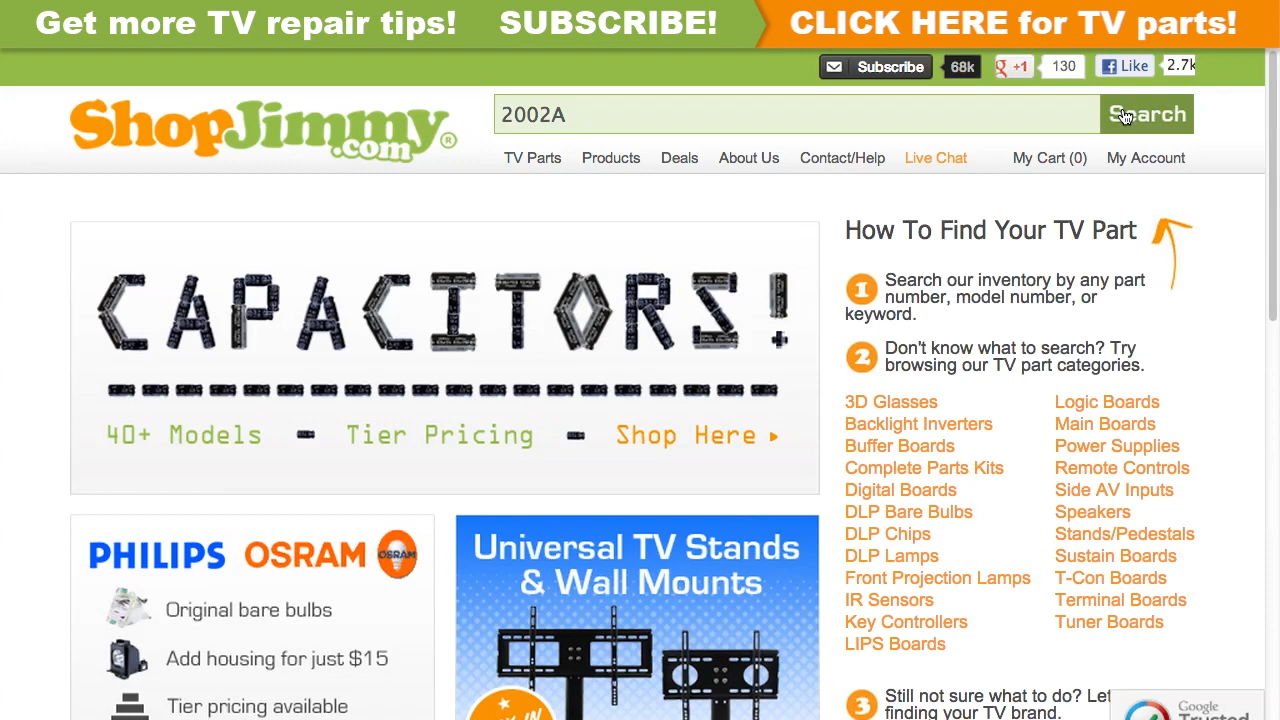 Get more TV repair tips! SUBSCRIBE! CLICK HERE for TV parts!
Subscribe 68k +1 130 Like 2.7k
ShopJimmy.com®
2002A
Search
TV Parts Products Deals About Us Contact/Help Live Chat My Cart (0) My Account
CAPACITORS!
40+ Models - Tier Pricing - Shop Here
PHILIPS OSRAM OSRAM
Original bare bulbs
Add housing for just $15
Tier pricing available
Universal TV Stands
& Wall Mounts
How To Find Your TV Part
1 Search our inventory by any part
number, model number, or
keyword.
2 Don't know what to search? Try
browsing our TV part categories.
3D Glasses
Backlight Inverters
Buffer Boards
Complete Parts Kits
Digital Boards
DLP Bare Bulbs
DLP Chips
DLP Lamps
Front Projection Lamps
IR Sensors
Key Controllers
LIPS Boards
Logic Boards
Main Boards
Power Supplies
Remote Controls
Side AV Inputs
Speakers
Stands/Pedestals
Sustain Boards
T-Con Boards
Terminal Boards
Tuner Boards
3 Still not sure what to do? Let
finding your TV brand.
Google
Trusted